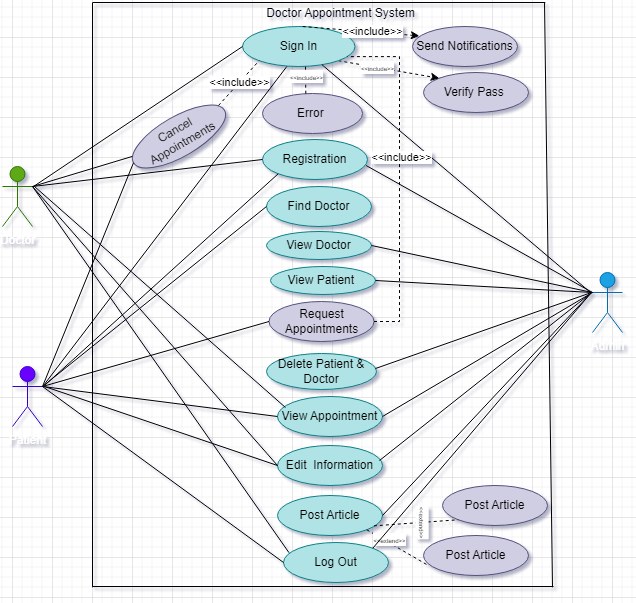 Doctor Appointment System
<<include>>
Sign In
Send Notifications
<<include>>
<<include>>
<<include>>
Verify Pass
Cancel
Appointments
Error
Registration
<<include>>
Find Doctor
Doctor
View Doctor
View Patient
Request
Appointments
Admin
Delete Patient &
Doctor
View Appointment
Patient
Edit  Information
Post Article
Post Article
<<extend>>
Post Article
Log Out